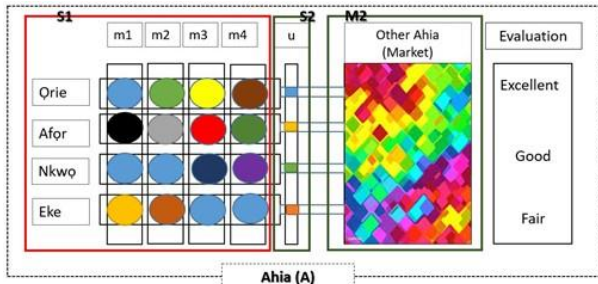 S1 S2 M2
m1 m2 m3 m4 u Other Ahia Evaluation
(Market)
Ọrie Excellent
Afọr
Nkwọ Good
Eke Fair
Ahia (A)